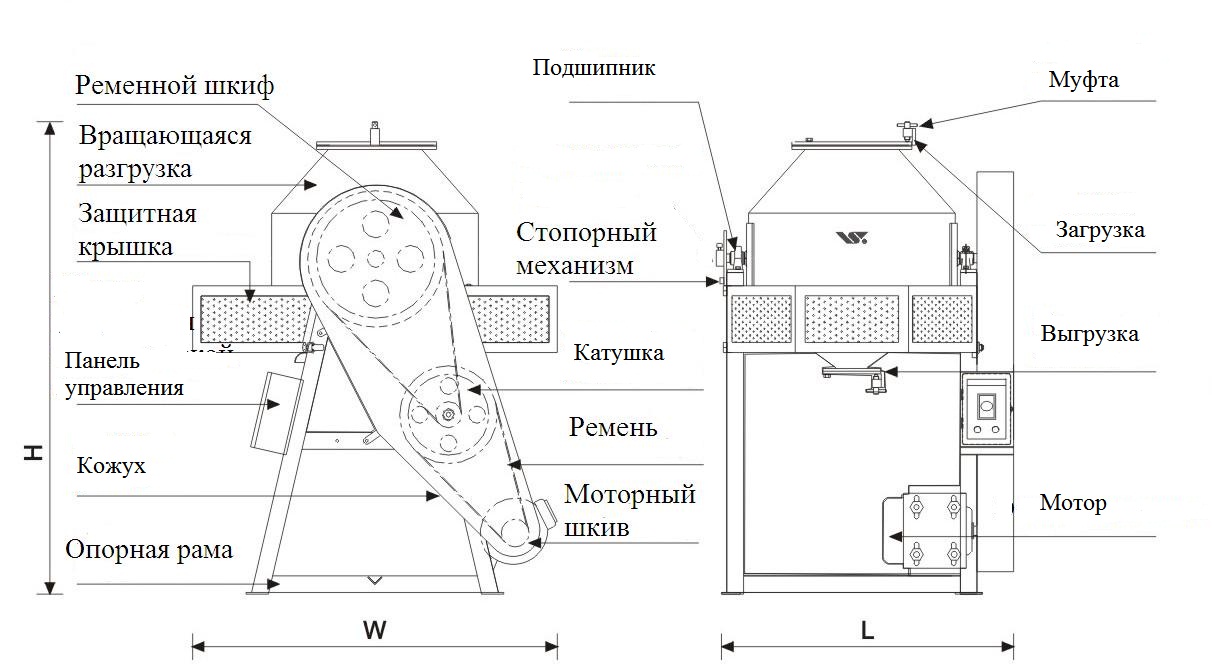 Ременной шкиф
Вращающаяся
разгрузка
Защитная
крышка
Панель
управления
Кожух
Опорная рама
H
W
Подшипник
Стопорный
механизм
Катушка
Ремень
Моторный
шкив
Муфта
Загрузка
Выгрузка
Мотор
L